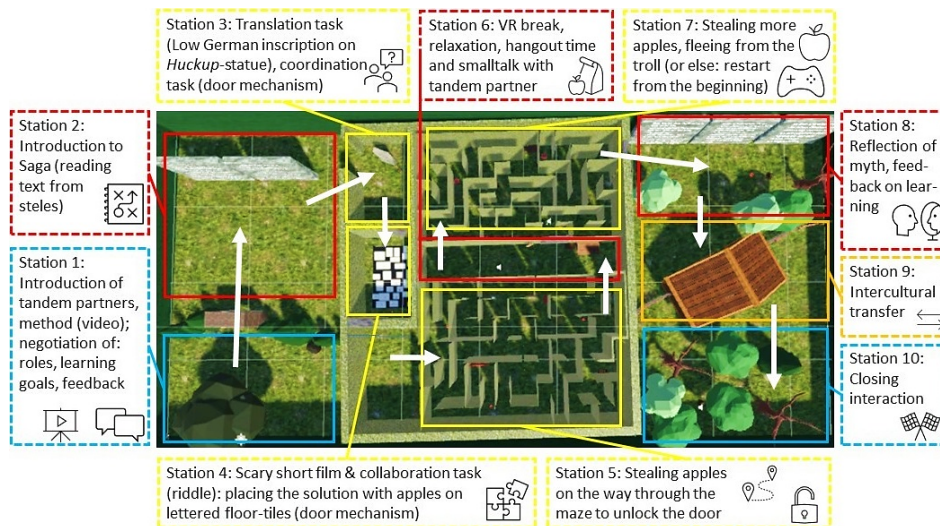 Station 3: Translation task
(Low German inscription on
Huckup-statue), coordination
task (door mechanism)
Station 6: VR break,
relaxation, hangout time
and smalltalk with
tandem partner
Station 7: Stealing more
apples, fleeing from the
troll (or else: restart
from the beginning)
Station 2:
Introduction to
Saga (reading
text from
steles)
Station 8:
Reflection of
myth, feed-
back on lear-
ning
Station 1:
Introduction of
tandem partners,
method (video);
negotiation of:
roles, learning
goals, feedback
Station 9:
Intercultural
transfer
Station 10:
Closing
interaction
Station 4: Scary short film & collaboration task
(riddle): placing the solution with apples on
lettered floor-tiles (door mechanism)
Station 5: Stealing apples
on the way through the
maze to unlock the door